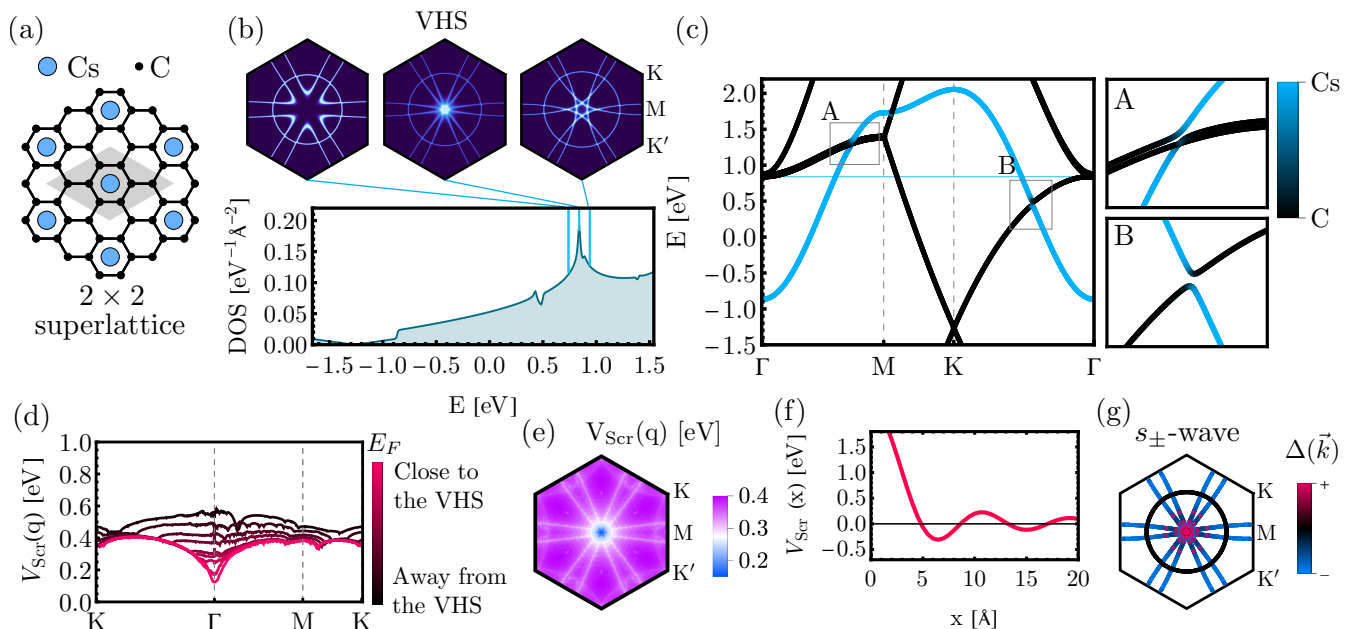 (a)
Cs
C
2 × 2
superlattice
(b)
VHS
K
M
K′
DOS [eV⁻¹Å⁻²]
0.20
0.15
0.10
0.05
0.00
−1.5
−1.0
−0.5
0.0
0.5
1.0
1.5
E [eV]
(c)
E [eV]
2.0
1.5
1.0
0.5
0.0
−0.5
−1.0
−1.5
A
B
Γ
M
K
Γ
A
B
Cs
C
(d)
V_Scr(q) [eV]
1.0
0.8
0.6
0.4
0.2
0.0
K
Γ
M
K
E_F
Close to
the VHS
Away from
the VHS
(e)
V_Scr(q) [eV]
K
M
K′
0.4
0.3
0.2
(f)
V_Scr (x) [eV]
1.5
1.0
0.5
0.0
−0.5
0
5
10
15
20
x [Å]
(g)
s±-wave
K
M
K′
Δ(k⃗)
+
−